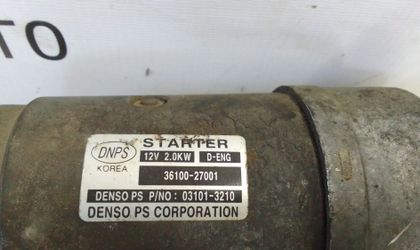 TO
STARTER
DNPS
KOREA
12V 2.0KW D-ENG
36100-27001
DENSO PS P/NO: 03101-3210
DENSO PS CORPORATION